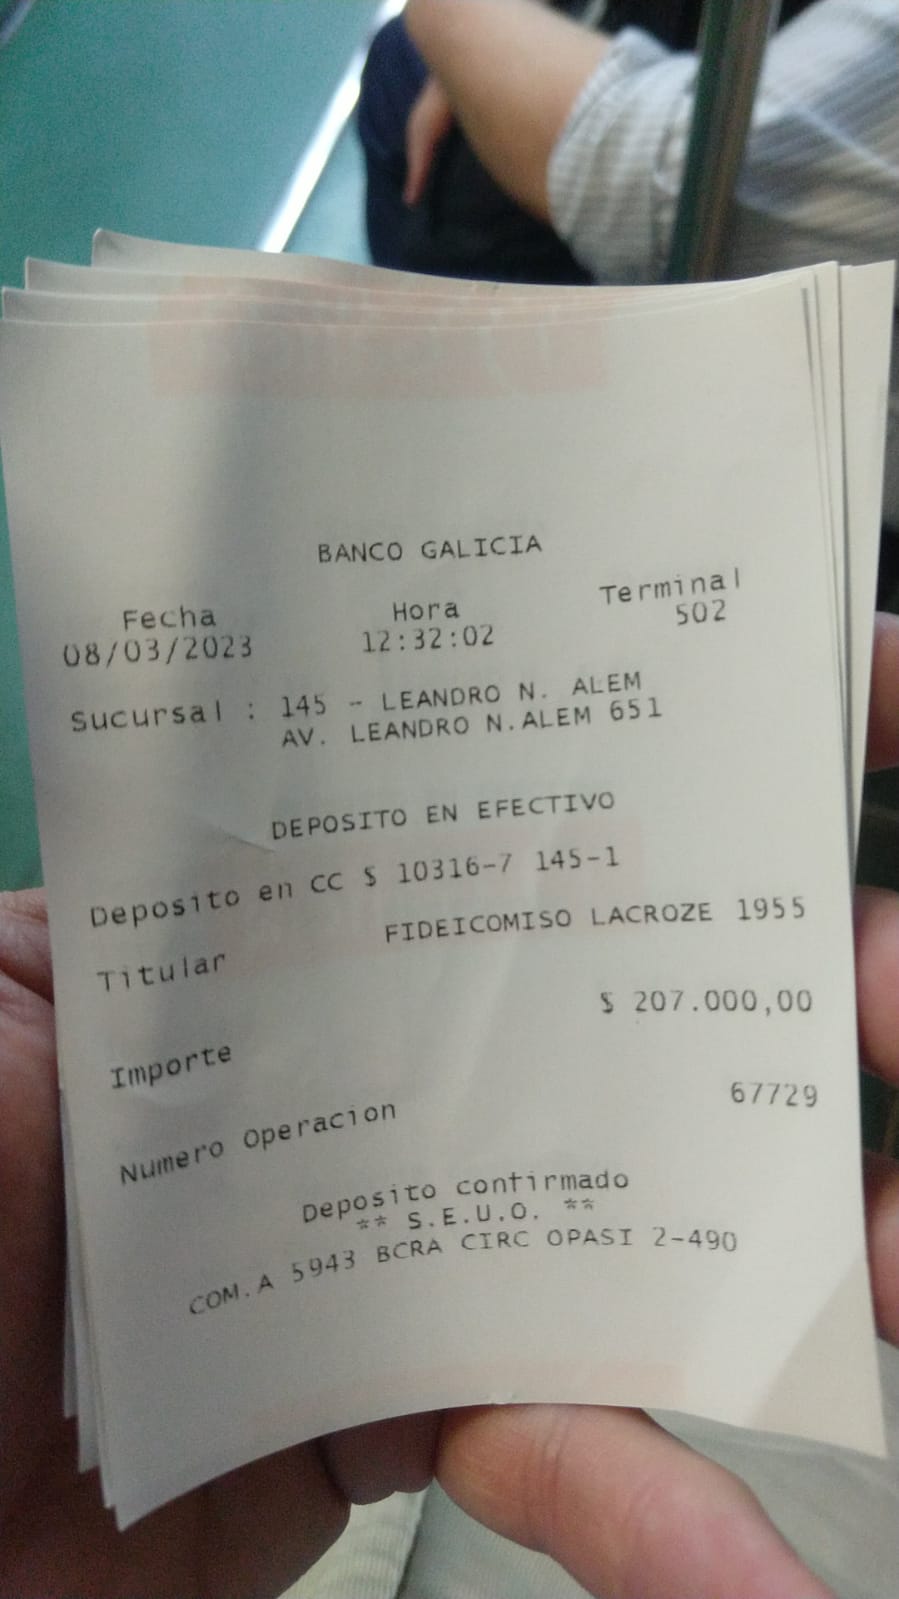 BANCO GALICIA
Fecha Hora Terminal
08/03/2023 12:32:02 502
Sucursal : 145 - LEANDRO N. ALEM
AV. LEANDRO N.ALEM 651
DEPOSITO EN EFECTIVO
Deposito en CC $ 10316-7 145-1
Titular FIDEICOMISO LACROZE 1955
Importe $ 207.000,00
Numero Operacion 67729
Deposito confirmado
** S.E.U.O. **
COM.A 5943 BCRA CIRC OPASI 2-490